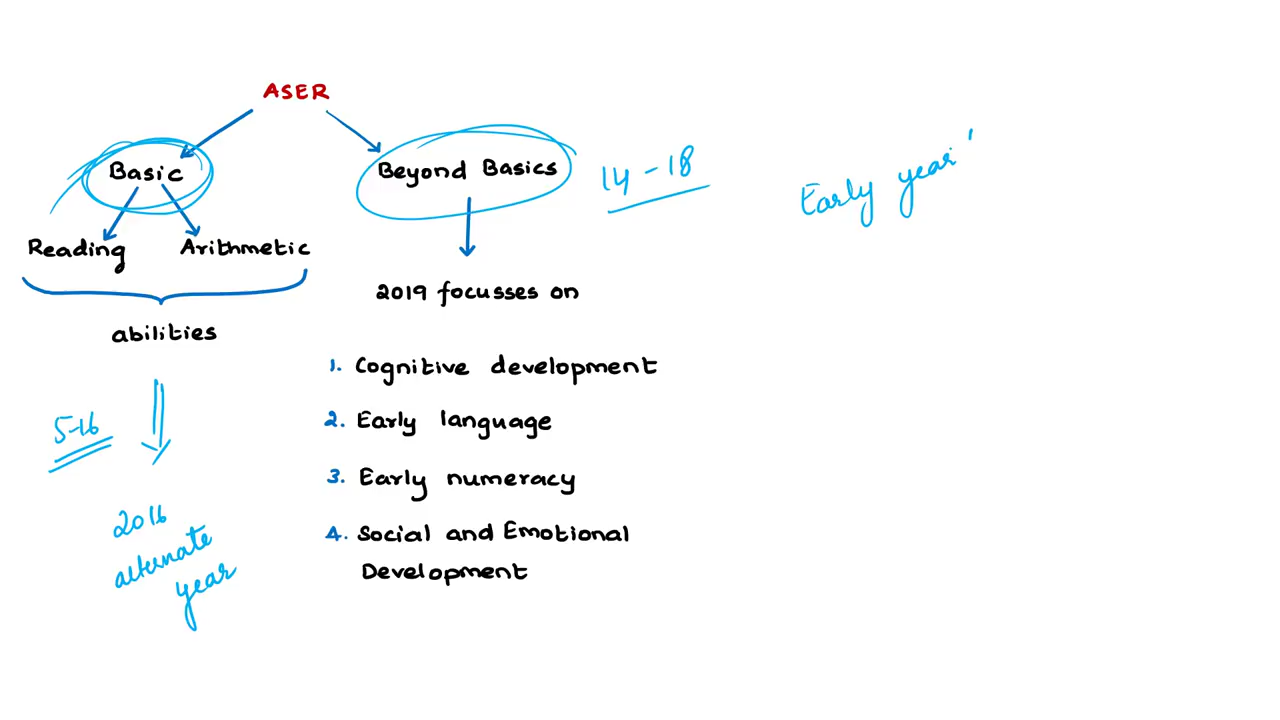 ASER
Basic
Beyond Basics
14-18
Early year'
Reading
Arithmetic
2019 focusses on
abilities
1. Cognitive development
5-16
2. Early language
3. Early numeracy
2016
alternate
year
4. Social and Emotional
Development